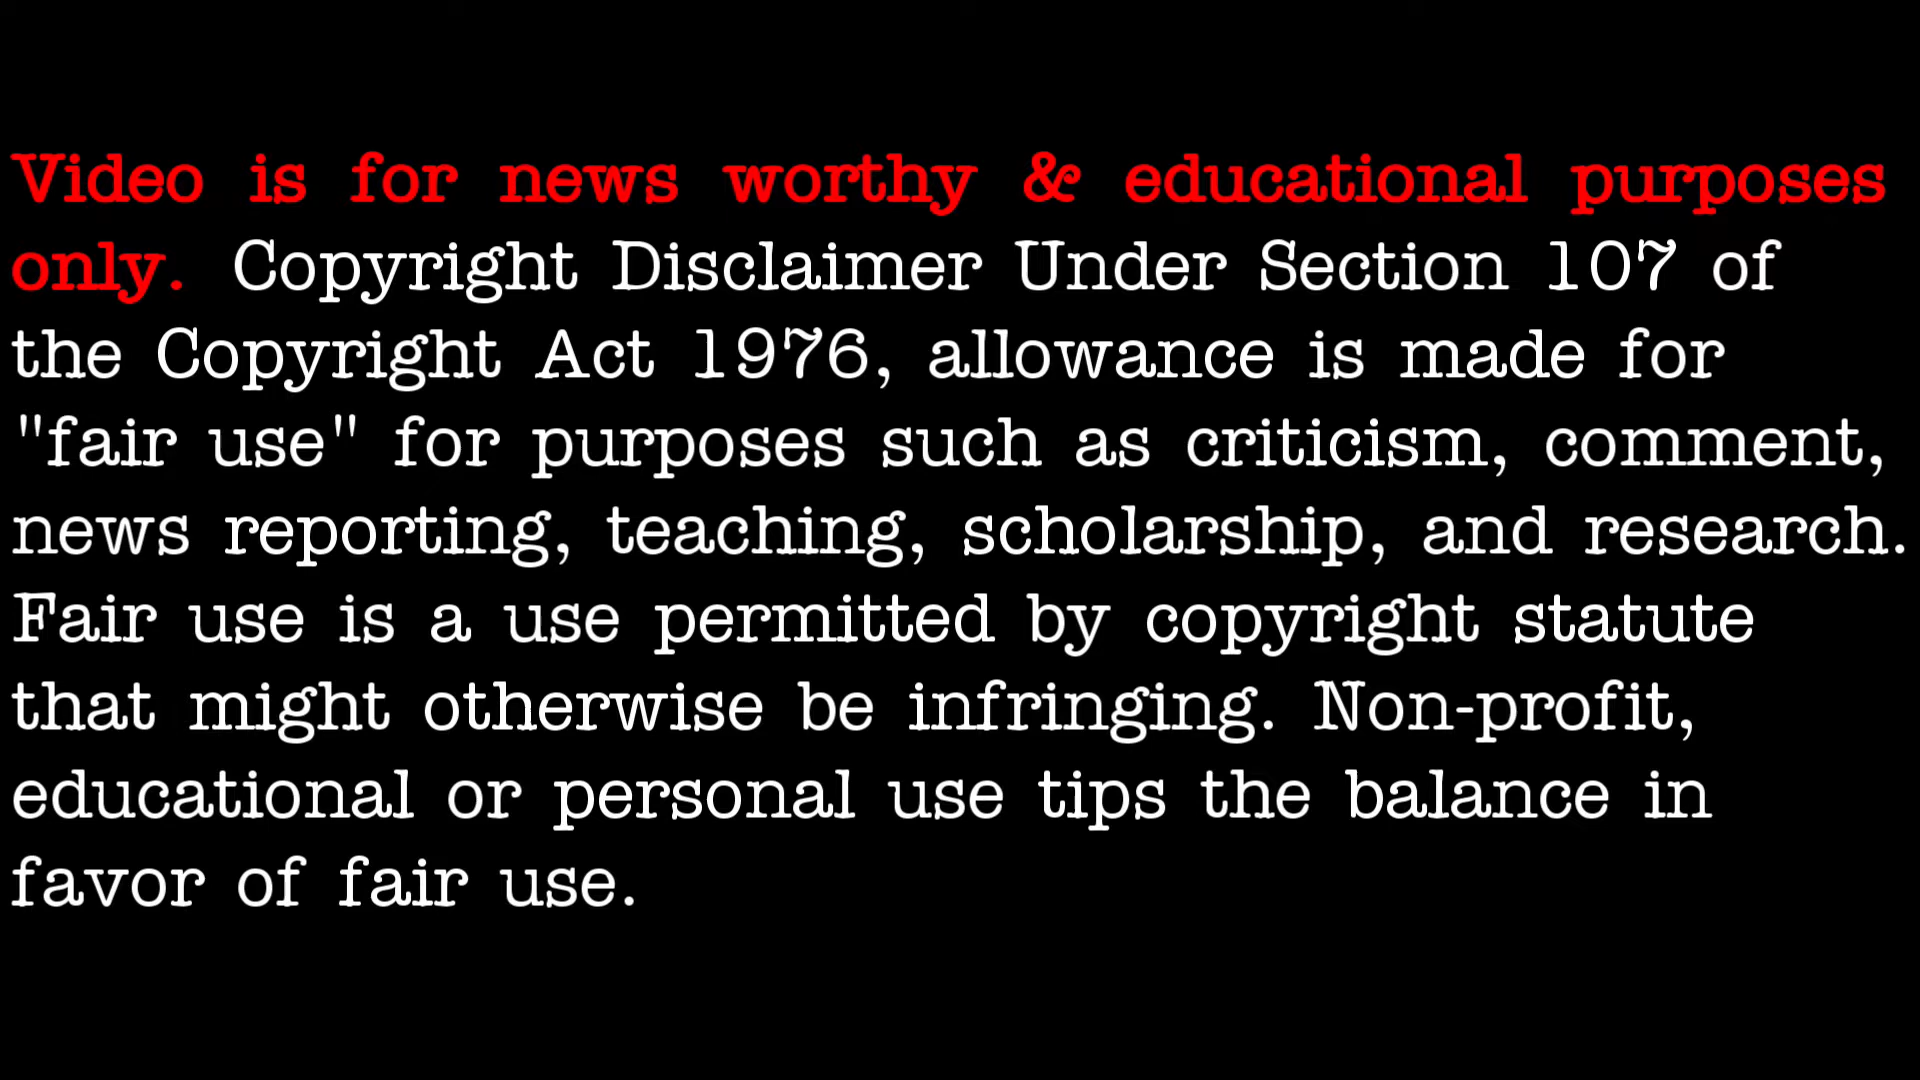 Video is for news worthy & educational purposes
only. Copyright Disclaimer Under Section 107 of
the Copyright Act 1976, allowance is made for
"fair use" for purposes such as criticism, comment,
news reporting, teaching, scholarship, and research.
Fair use is a use permitted by copyright statute
that might otherwise be infringing. Non-profit,
educational or personal use tips the balance in
favor of fair use.